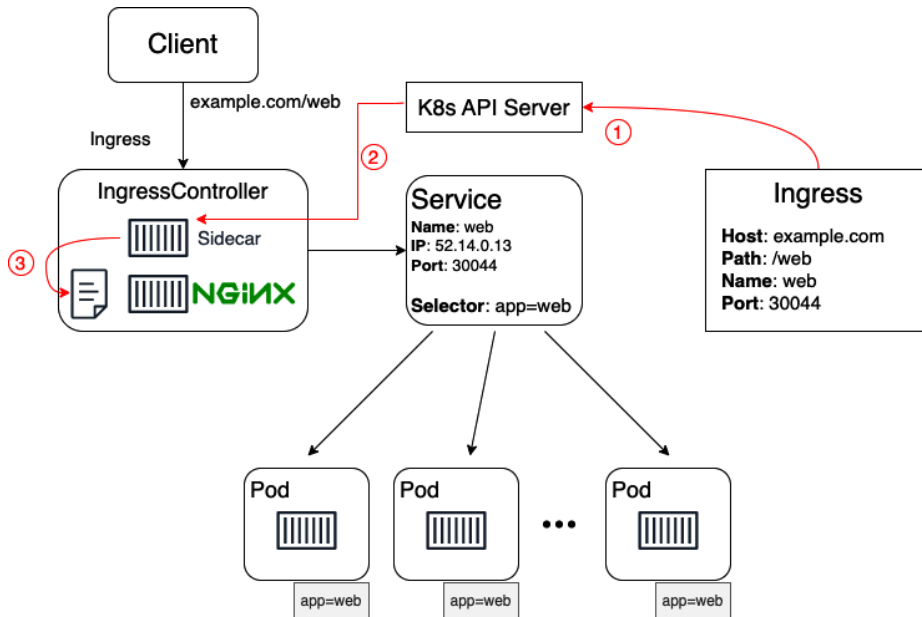 Client
example.com/web
Ingress
K8s API Server
①
②
IngressController
Sidecar
③
NGINX
Service
Name: web
IP: 52.14.0.13
Port: 30044
Selector: app=web
Ingress
Host: example.com
Path: /web
Name: web
Port: 30044
Pod
Pod
•••
Pod
app=web
app=web
app=web